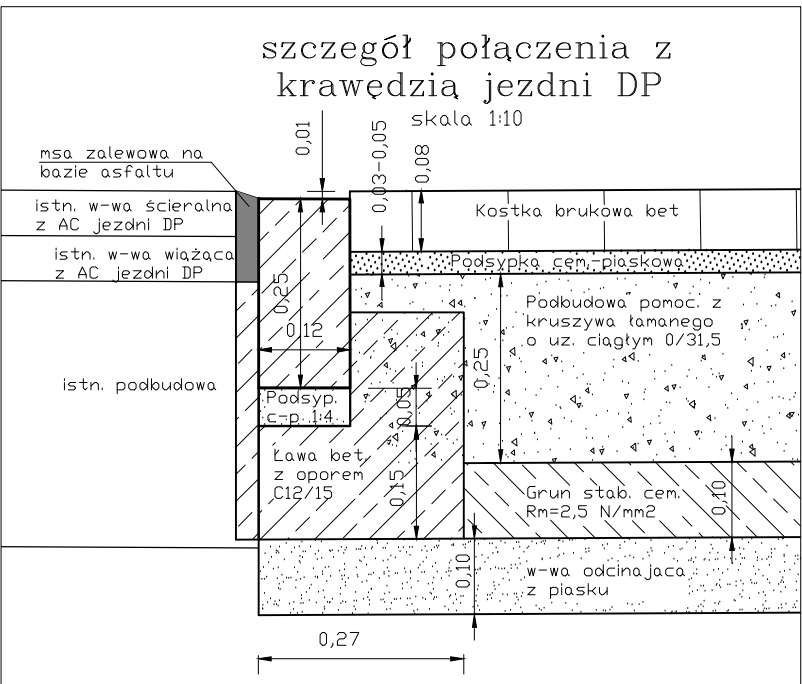 szczegół połączenia z
krawędzią jezdni DP
skala 1:10
0,01
0,03-0,05
0,08
msa zalewowa na
bazie asfaltu
istn. w-wa ścieralna
z AC jezdni DP
Kostka brukowa bet
istn. w-wa wiążąca
z AC jezdni DP
Podsypka cem,-piaskowa
0,25
Podbudowa pomoc. z
kruszywa łamanego
o uz. ciągłym 0/31,5
0,12
0,25
istn. podbudowa
Podsyp.
c-p 1:4
0,05
Ława bet.
z oporem
C12/15
0,15
Grun stab. cem.
Rm=2,5 N/mm2
0,10
0,10
w-wa odcinajaca
z piasku
0,27